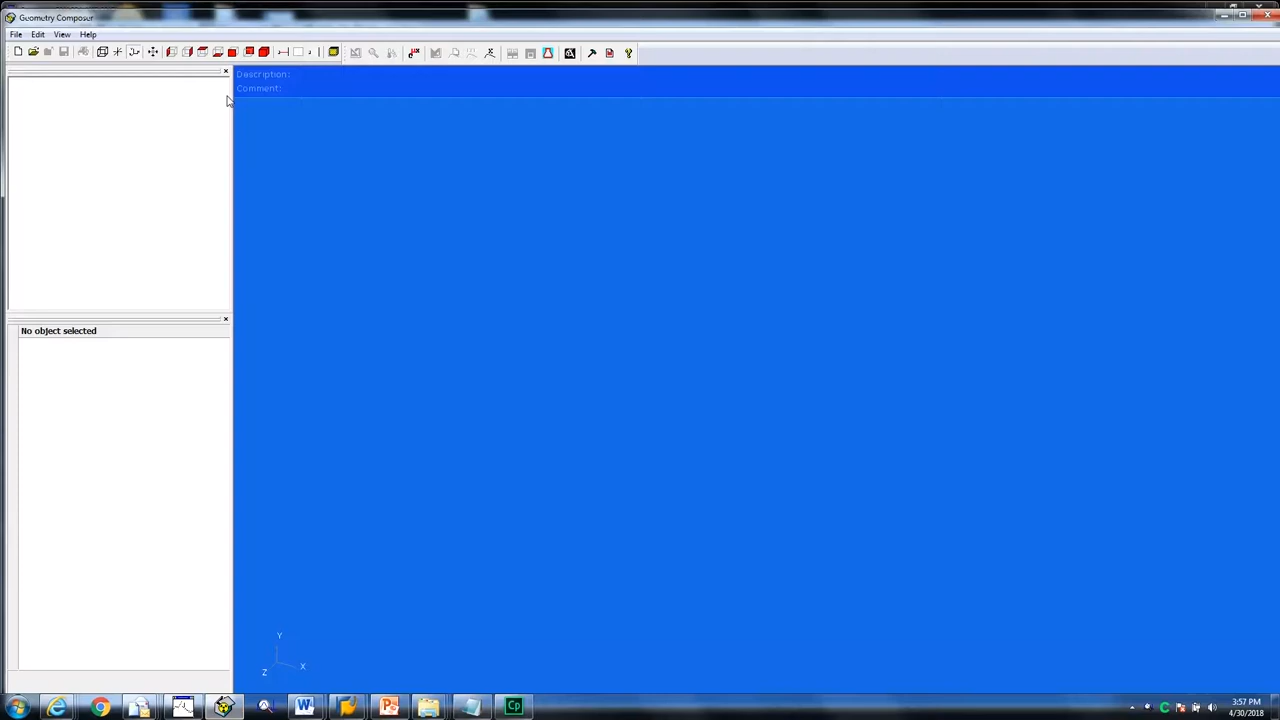 Geometry Composer
File Edit View Help
Description:
Comment:
No object selected
Y
Z X
3:57 PM
4/30/2018